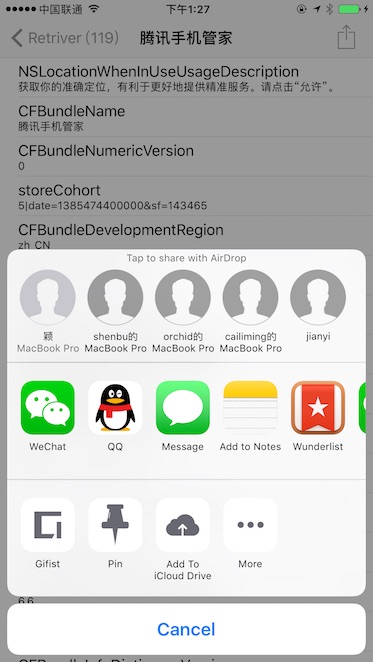 中国联通
下午1:27
Retriver (119)
腾讯手机管家
NSLocationWhenInUseUsageDescription
获取你的准确定位，有利于更好地提供精准服务。请点击“允许”。
CFBundleName
腾讯手机管家
CFBundleNumericVersion
0
storeCohort
5|date=1385474400000&sf=143465
CFBundleDevelopmentRegion
zh_CN
Tap to share with AirDrop
颖
MacBook Pro
shenbu的
MacBook Pro
orchid的
MacBook Pro
cailiming的
MacBook Pro
jianyi
WeChat
QQ
Message
Add to Notes
Wunderlist
Gifist
Pin
Add To
iCloud Drive
More
6.6
Cancel